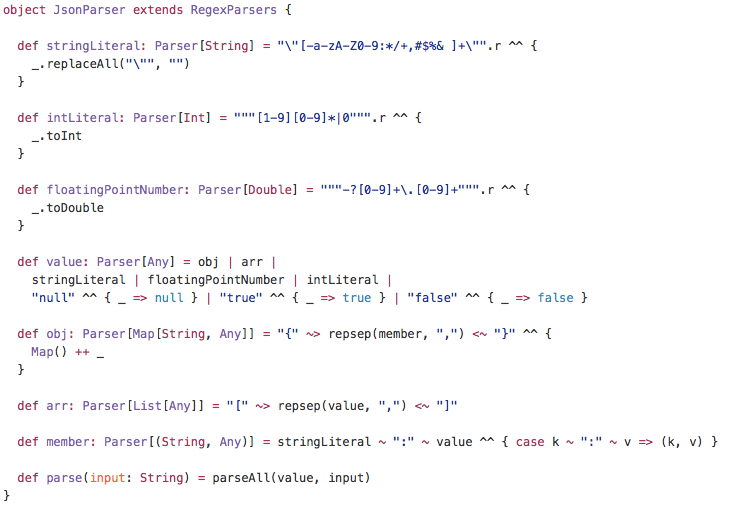 object JsonParser extends RegexParsers {
def stringLiteral: Parser[String] = "\"[-a-zA-Z0-9:*/+,#$%& ]+\"".r ^^ {
_.replaceAll("\"", "")
}
def intLiteral: Parser[Int] = """[1-9][0-9]*|0""".r ^^ {
_.toInt
}
def floatingPointNumber: Parser[Double] = """-?[0-9]+\.[0-9]+""".r ^^ {
_.toDouble
}
def value: Parser[Any] = obj | arr |
stringLiteral | floatingPointNumber | intLiteral |
"null" ^^ { _ => null } | "true" ^^ { _ => true } | "false" ^^ { _ => false }
def obj: Parser[Map[String, Any]] = "{" ~> repsep(member, ",") <~ "}" ^^ {
Map() ++ _
}
def arr: Parser[List[Any]] = "[" ~> repsep(value, ",") <~ "]"
def member: Parser[(String, Any)] = stringLiteral ~ ":" ~ value ^^ { case k ~ ":" ~ v => (k, v) }
def parse(input: String) = parseAll(value, input)
}